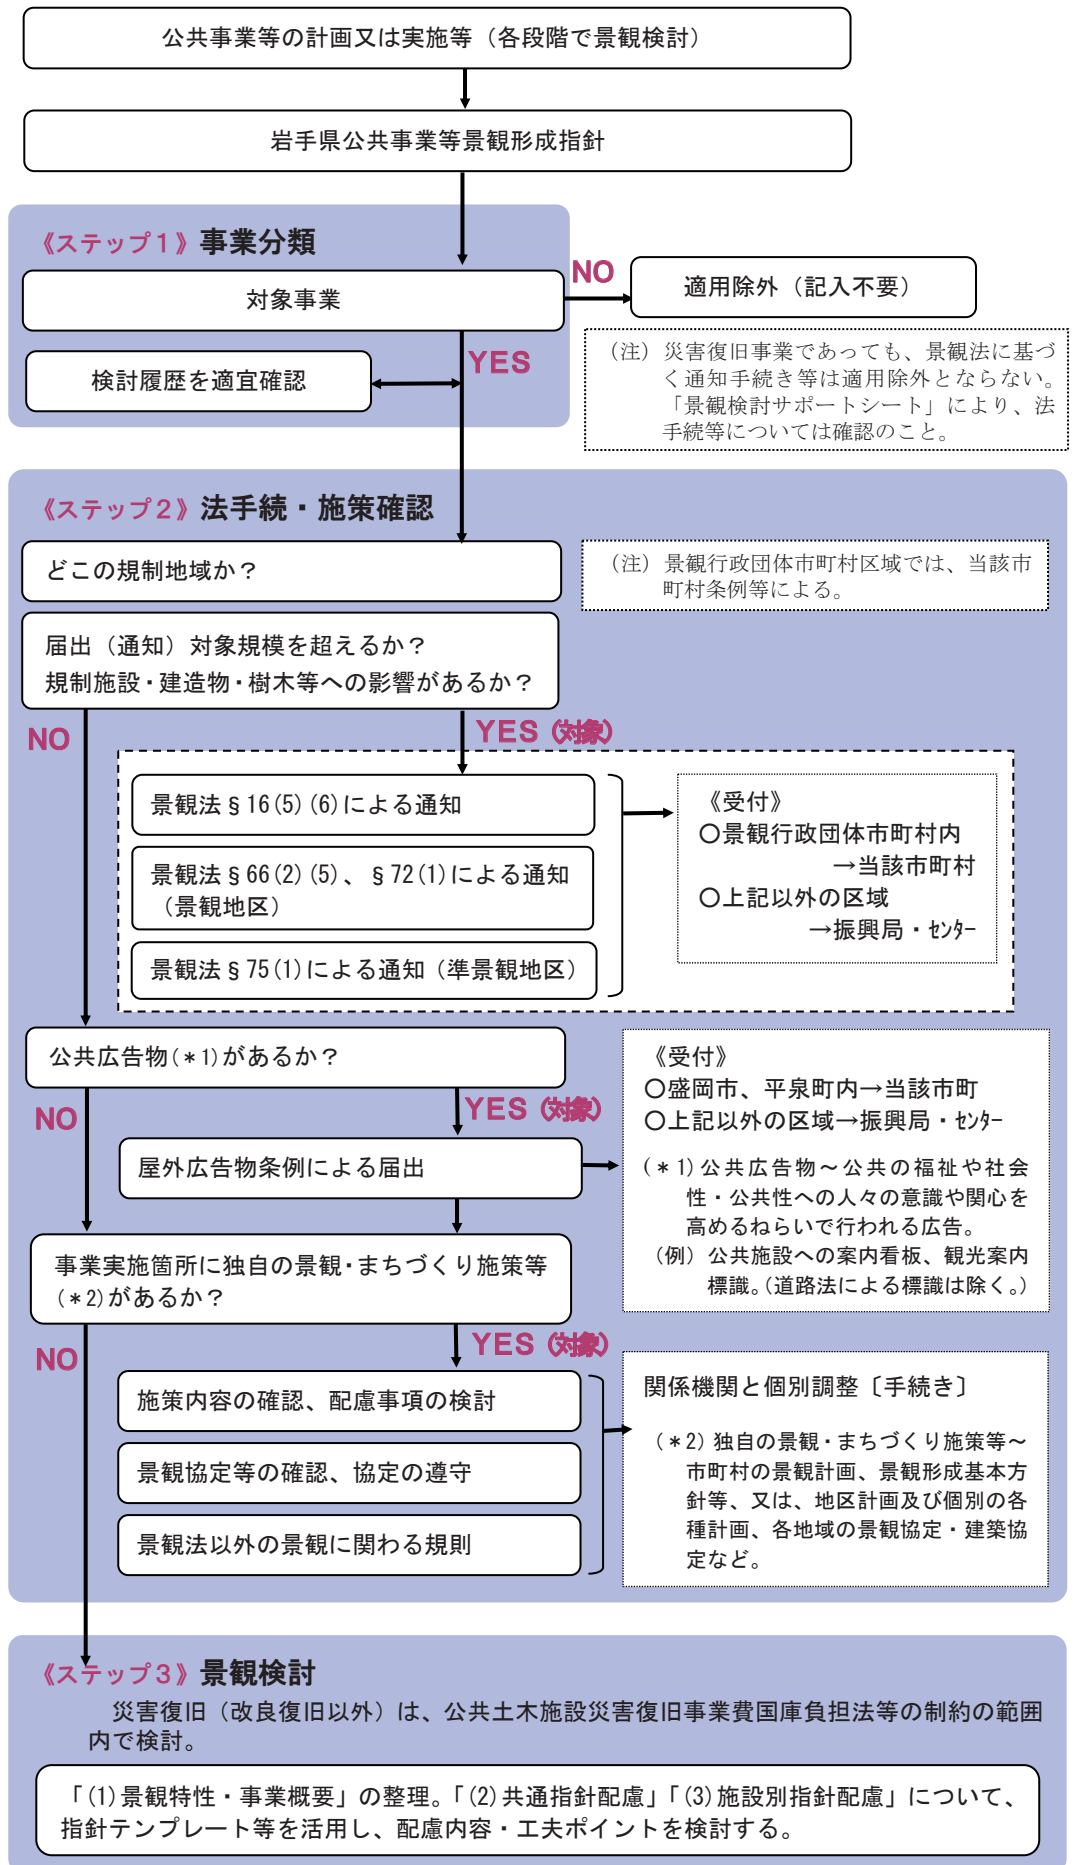 公共事業等の計画又は実施等（各段階で景観検討）
岩手県公共事業等景観形成指針
《ステップ１》事業分類
対象事業
NO
適用除外（記入不要）
YES
検討履歴を適宜確認
（注）災害復旧事業であっても、景観法に基づ
く通知手続き等は適用除外とならない。
「景観検討サポートシート」により、法
手続等については確認のこと。
《ステップ２》法手続・施策確認
どこの規制地域か？
（注）景観行政団体市町村区域では、当該市
町村条例等による。
届出（通知）対象規模を超えるか？
規制施設・建造物・樹木等への影響があるか？
NO
YES（対象）
景観法§16(5)(6)による通知
景観法§66(2)(5)、§72(1)による通知
（景観地区）
景観法§75(1)による通知（準景観地区）
《受付》
○景観行政団体市町村内
→当該市町村
○上記以外の区域
→振興局・ｾﾝﾀｰ
公共広告物(＊1)があるか？
NO
YES（対象）
屋外広告物条例による届出
《受付》
○盛岡市、平泉町内→当該市町
○上記以外の区域→振興局・ｾﾝﾀｰ
(＊1)公共広告物～公共の福祉や社会
性・公共性への人々の意識や関心を
高めるねらいで行われる広告。
（例）公共施設への案内看板、観光案内
標識。（道路法による標識は除く。）
事業実施箇所に独自の景観・まちづくり施策等
(＊2)があるか？
NO
YES（対象）
施策内容の確認、配慮事項の検討
景観協定等の確認、協定の遵守
景観法以外の景観に関わる規則
関係機関と個別調整〔手続き〕
(＊2)独自の景観・まちづくり施策等～
市町村の景観計画、景観形成基本方
針等、又は、地区計画及び個別の各
種計画、各地域の景観協定・建築協
定など。
《ステップ３》景観検討
災害復旧（改良復旧以外）は、公共土木施設災害復旧事業費国庫負担法等の制約の範囲
内で検討。
「(1)景観特性・事業概要」の整理。「(2)共通指針配慮」「(3)施設別指針配慮」について、
指針テンプレート等を活用し、配慮内容・工夫ポイントを検討する。